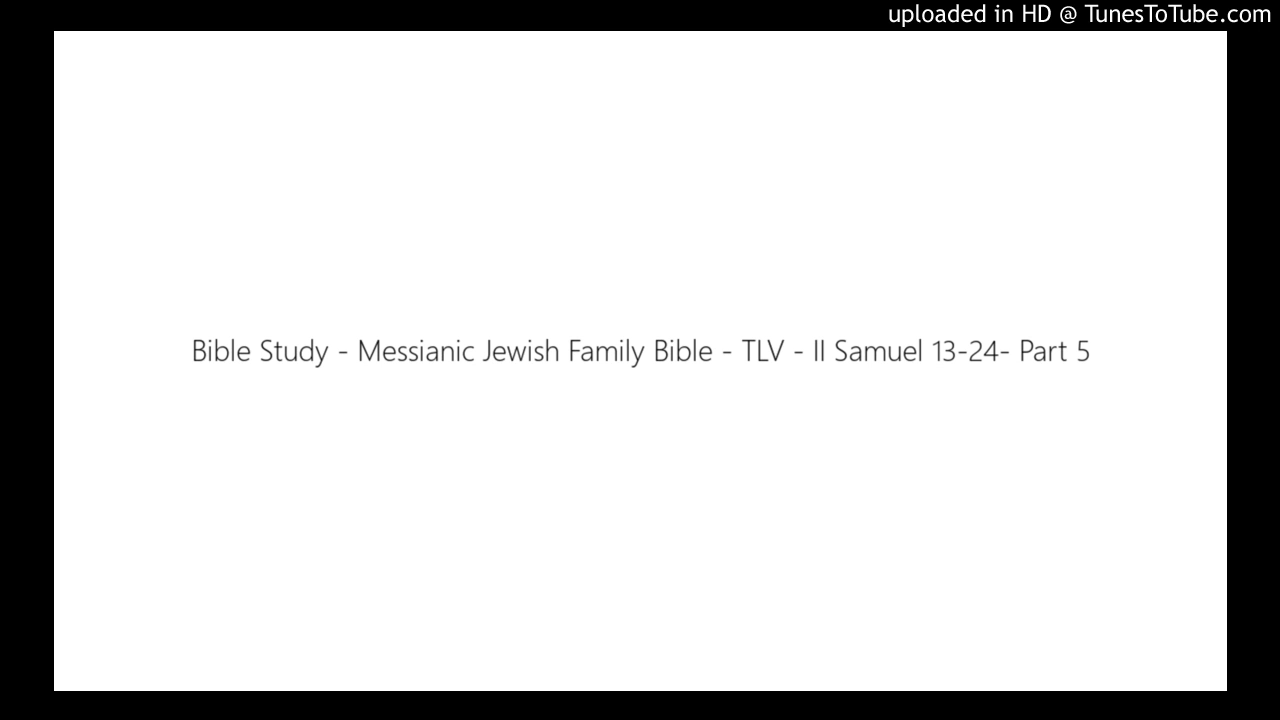 uploaded in HD @ TunesToTube.com
Bible Study - Messianic Jewish Family Bible - TLV - II Samuel 13-24- Part 5